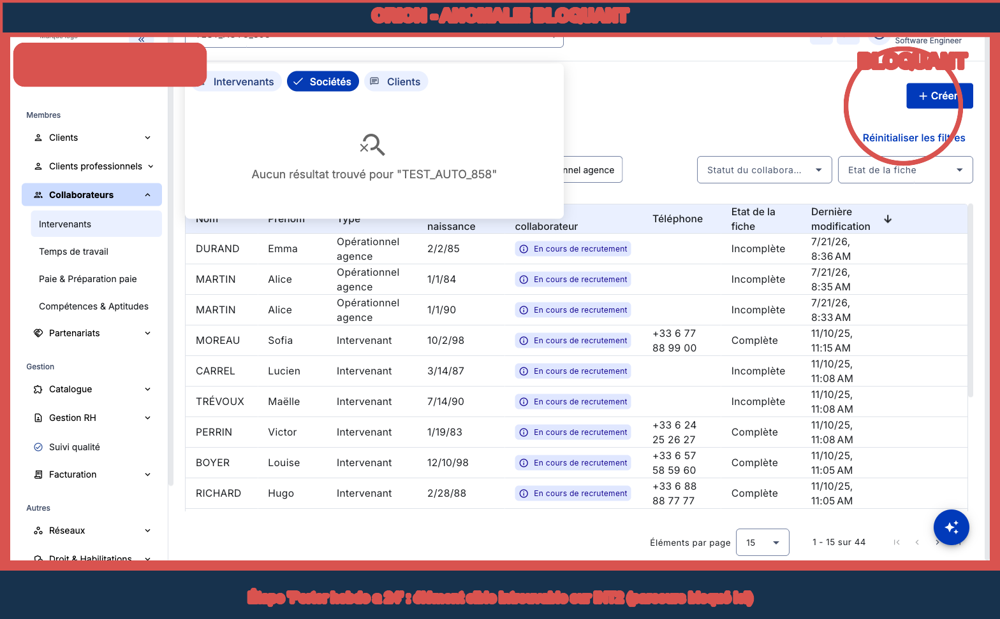 ORION - ANOMALIE BLOQUANT
TEST_AUTO_858
Software Engineer
BLOQUANT
Intervenants
Sociétés
Clients
+ Créer
Réinitialiser les filtres
Aucun résultat trouvé pour "TEST_AUTO_858"
nnel agence
Statut du collabora...
Etat de la fiche
Membres
Clients
Clients professionnels
Collaborateurs
Intervenants
Temps de travail
Paie & Préparation paie
Compétences & Aptitudes
Partenariats
Gestion
Catalogue
Gestion RH
Suivi qualité
Facturation
Autres
Réseaux
Droit & Habilitations
Nom Prénom Type naissance collaborateur Téléphone Etat de la fiche Dernière modification
DURAND Emma Opérationnel agence 2/2/85 En cours de recrutement Incomplète 7/21/26, 8:36 AM
MARTIN Alice Opérationnel agence 1/1/84 En cours de recrutement Incomplète 7/21/26, 8:35 AM
MARTIN Alice Opérationnel agence 1/1/90 En cours de recrutement Incomplète 7/21/26, 8:33 AM
MOREAU Sofia Intervenant 10/2/98 En cours de recrutement +33 6 77 88 99 00 Complète 11/10/25, 11:15 AM
CARREL Lucien Intervenant 3/14/87 En cours de recrutement Incomplète 11/10/25, 11:08 AM
TRÉVOUX Maëlle Intervenant 7/14/90 En cours de recrutement Incomplète 11/10/25, 11:08 AM
PERRIN Victor Intervenant 1/19/83 En cours de recrutement +33 6 24 25 26 27 Complète 11/10/25, 11:08 AM
BOYER Louise Intervenant 12/10/98 En cours de recrutement +33 6 57 58 59 60 Complète 11/10/25, 11:05 AM
RICHARD Hugo Intervenant 2/28/88 En cours de recrutement +33 6 88 88 77 77 Complète 11/10/25, 11:05 AM
Éléments par page 15 1 - 15 sur 44
Étape : élément cible introuvable sur INT2 (parcours bloqué ici)